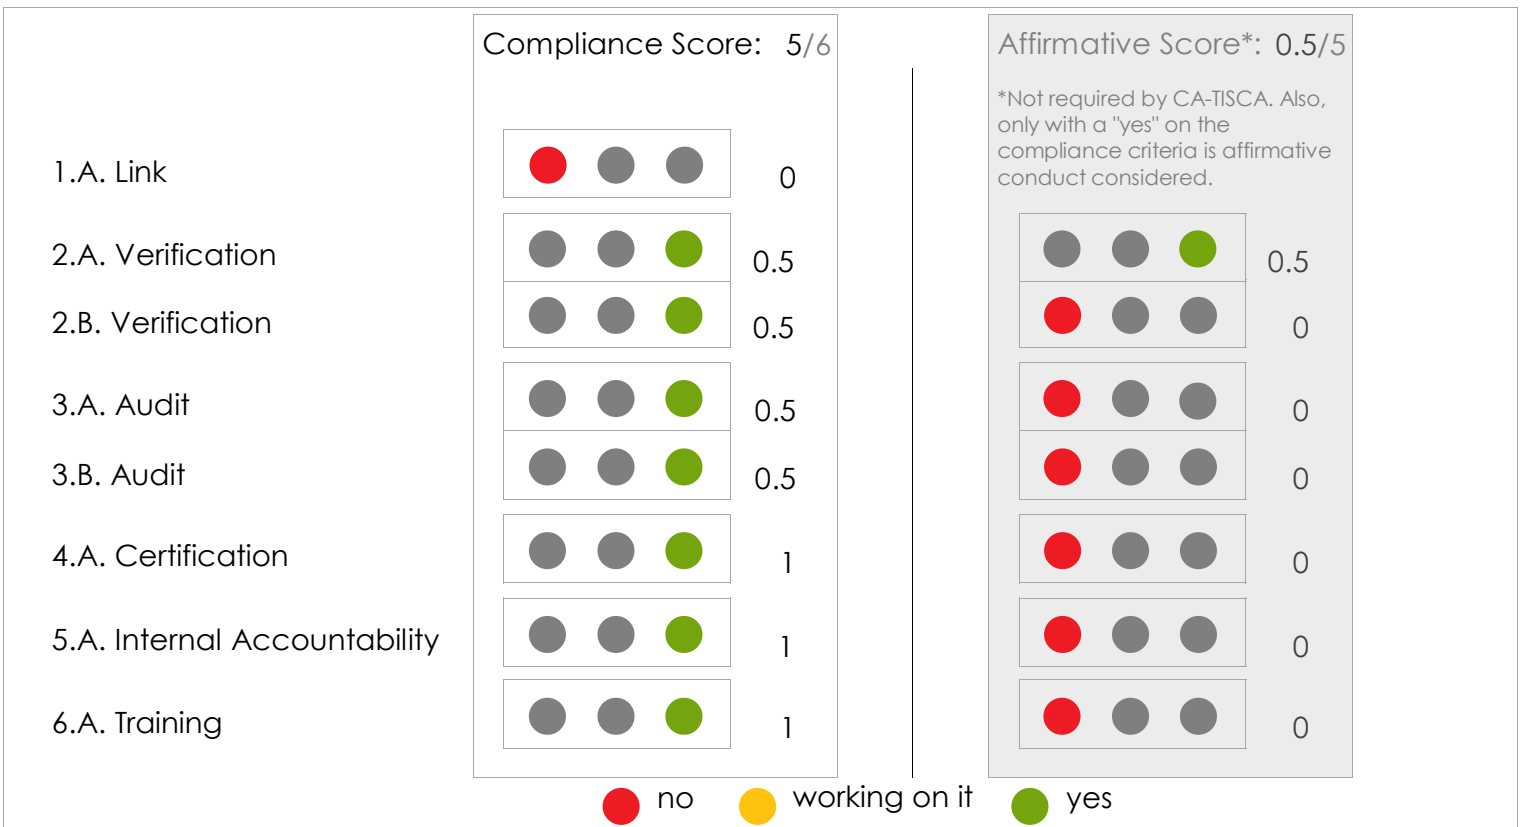 Compliance Score: 5/6
Affirmative Score*: 0.5/5
*Not required by CA-TISCA. Also,
only with a "yes" on the
compliance criteria is affirmative
conduct considered.
1.A. Link 0
2.A. Verification 0.5 0.5
2.B. Verification 0.5 0
3.A. Audit 0.5 0
3.B. Audit 0.5 0
4.A. Certification 1 0
5.A. Internal Accountability 1 0
6.A. Training 1 0
no working on it yes